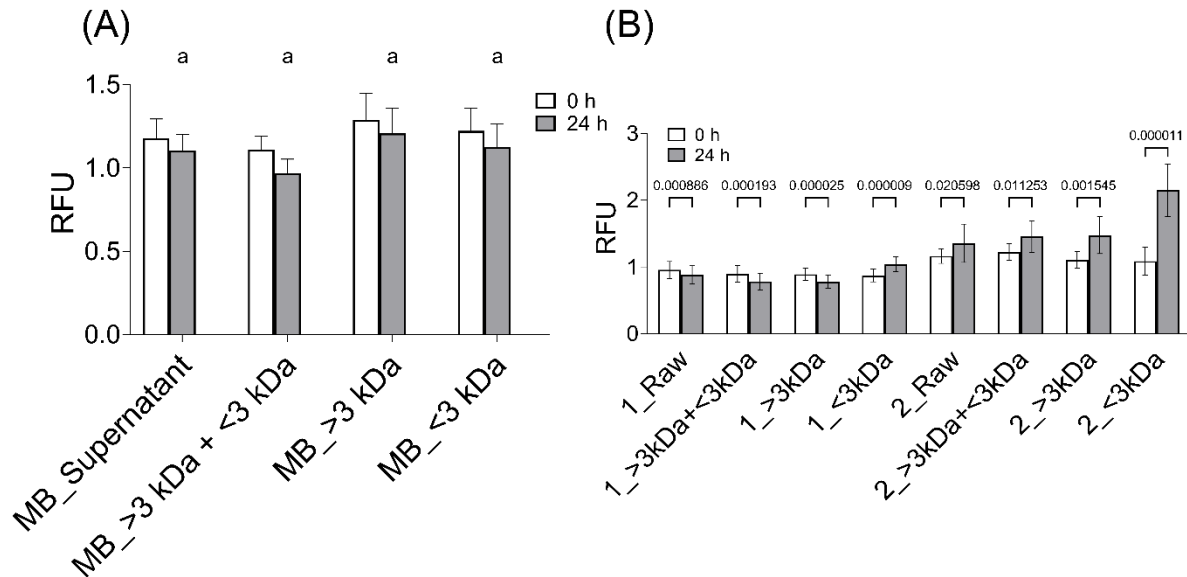 (A)
a a a a
1.5
1.0
0.5
0.0
RFU
0 h
24 h
MB_Supernatant
MB_>3 kDa + <3 kDa
MB_>3 kDa
MB_<3 kDa
(B)
0 h
24 h
0.000886 0.000193 0.000025 0.000009 0.020598 0.011253 0.001545 0.000011
3
2
1
0
RFU
1_Raw
1_>3kDa+<3kDa
1_>3kDa
1_<3kDa
2_Raw
2_>3kDa+<3kDa
2_>3kDa
2_<3kDa